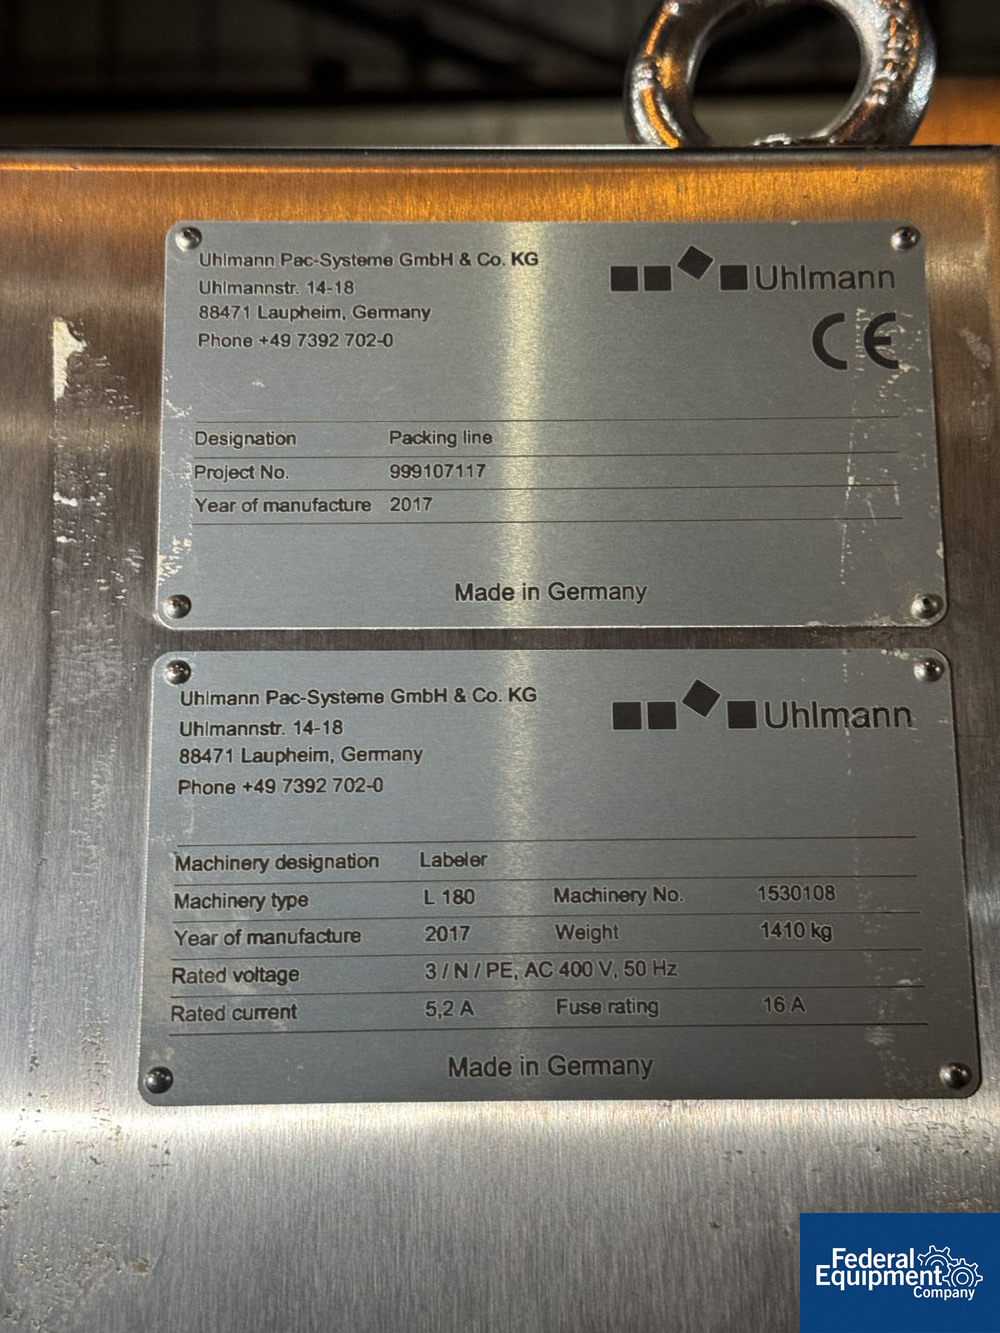 Uhlmann Pac-Systeme GmbH & Co. KG
Uhlmannstr. 14-18
88471 Laupheim, Germany
Phone +49 7392 702-0
Uhlmann
CE
Designation Packing line
Project No. 999107117
Year of manufacture 2017
Made in Germany
Uhlmann Pac-Systeme GmbH & Co. KG
Uhlmannstr. 14-18
88471 Laupheim, Germany
Phone +49 7392 702-0
Uhlmann
Machinery designation Labeler
Machinery type L 180 Machinery No. 1530108
Year of manufacture 2017 Weight 1410 kg
Rated voltage 3 / N / PE, AC 400 V, 50 Hz
Rated current 5,2 A Fuse rating 16 A
Made in Germany
Federal
Equipment
Company